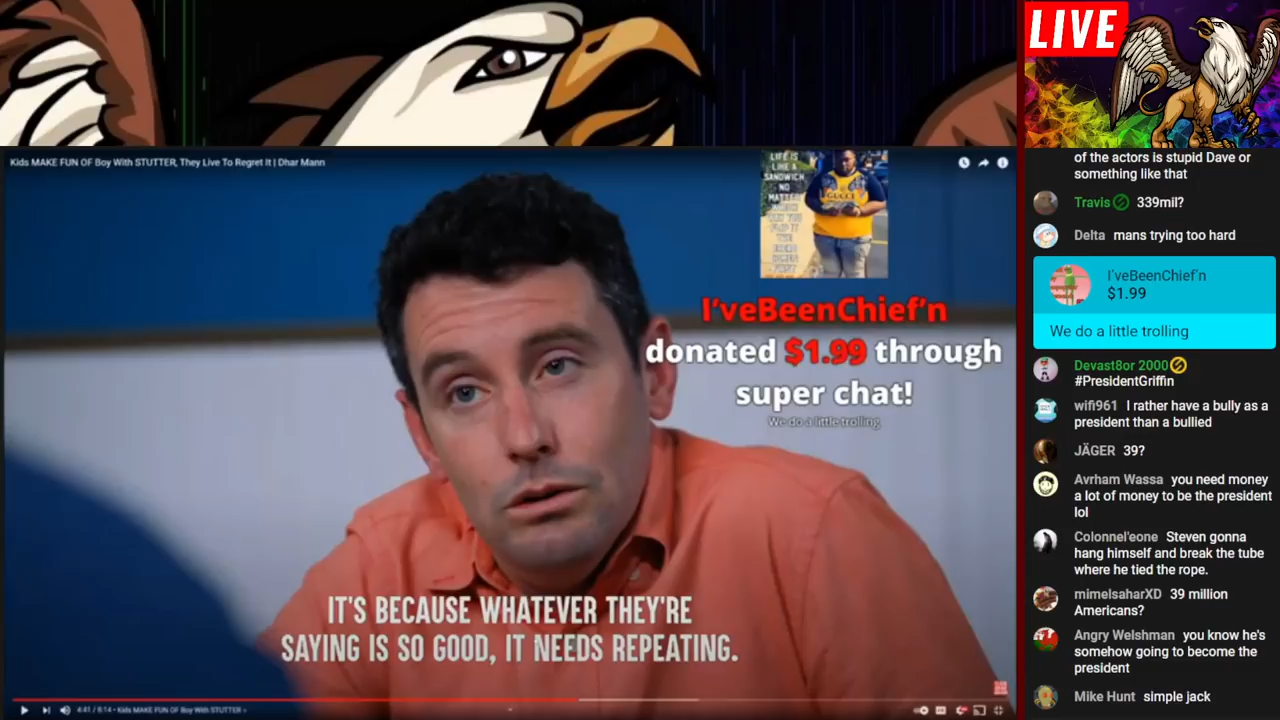 LIVE
Kids MAKE FUN OF Boy With STUTTER, They Live To Regret It | Dhar Mann
LIFE IS
LIKE A
SANDWICH
NO
MATTER
GUCCI
I'veBeenChief'n
donated $1.99 through
super chat!
We do a little trolling
IT'S BECAUSE WHATEVER THEY'RE
SAYING IS SO GOOD, IT NEEDS REPEATING.
4:41 / 8:14 • Kids MAKE FUN OF Boy With STUTTER
of the actors is stupid Dave or
something like that
Travis 339mil?
Delta mans trying too hard
I'veBeenChief'n
$1.99
We do a little trolling
Devast8or 2000
#PresidentGriffin
wifi961 I rather have a bully as a
president than a bullied
JÄGER 39?
Avrham Wassa you need money
a lot of money to be the president
lol
Colonnel'eone Steven gonna
hang himself and break the tube
where he tied the rope.
mimelsaharXD 39 million
Americans?
Angry Welshman you know he's
somehow going to become the
president
Mike Hunt simple jack